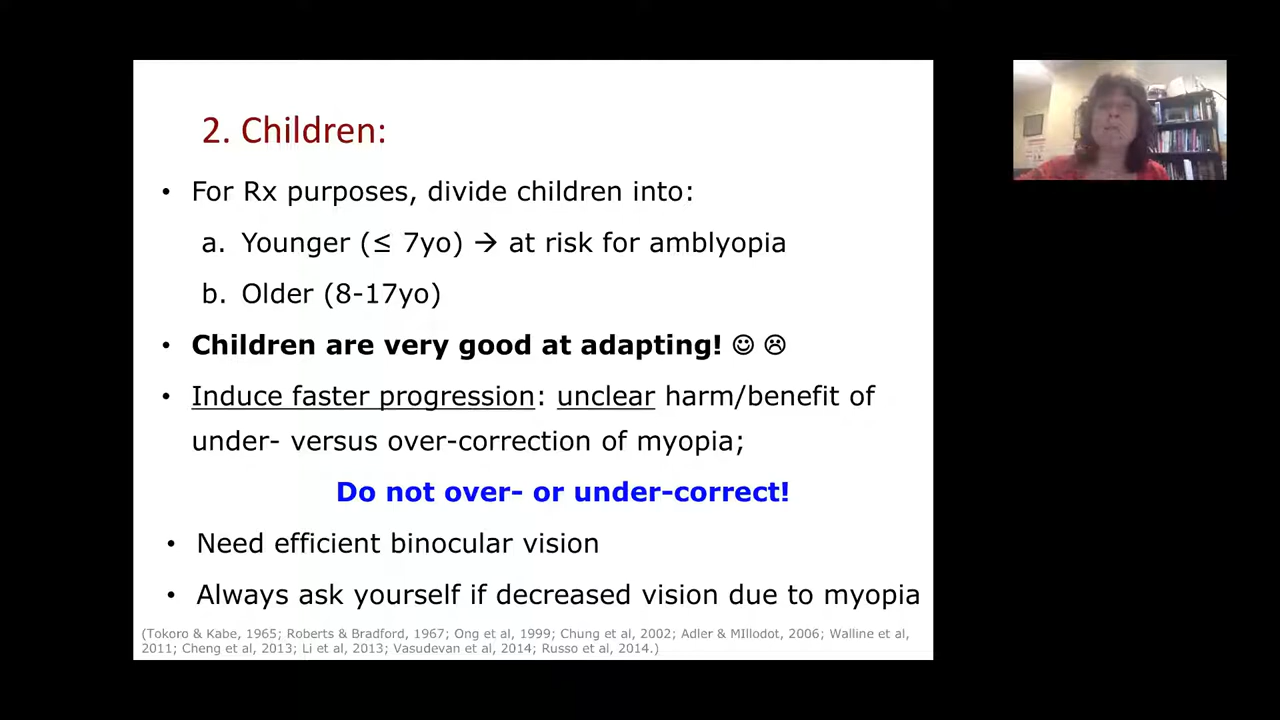 2. Children:
• For Rx purposes, divide children into:
a. Younger (≤ 7yo) → at risk for amblyopia
b. Older (8-17yo)
• Children are very good at adapting! ☺ ☹
• Induce faster progression: unclear harm/benefit of
under- versus over-correction of myopia;
Do not over- or under-correct!
• Need efficient binocular vision
• Always ask yourself if decreased vision due to myopia
(Tokoro & Kabe, 1965; Roberts & Bradford, 1967; Ong et al, 1999; Chung et al, 2002; Adler & MIllodot, 2006; Walline et al,
2011; Cheng et al, 2013; Li et al, 2013; Vasudevan et al, 2014; Russo et al, 2014.)